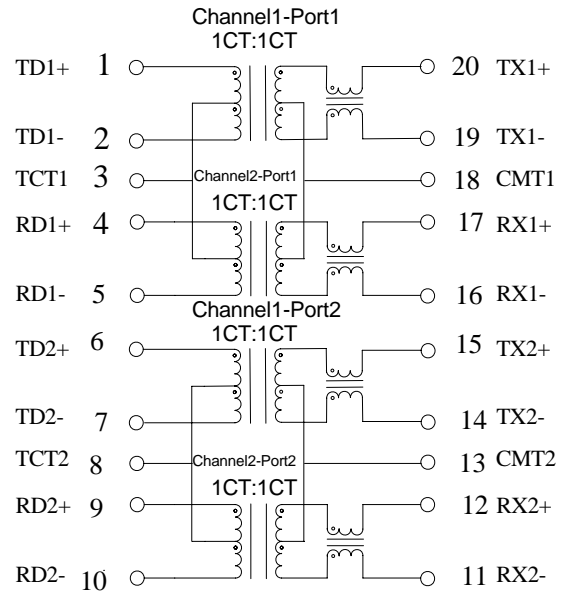 Channel1-Port1
1CT:1CT
TD1+ 1 20 TX1+
TD1- 2 19 TX1-
TCT1 3 Channel2-Port1 18 CMT1
1CT:1CT
RD1+ 4 17 RX1+
RD1- 5 16 RX1-
Channel1-Port2
1CT:1CT
TD2+ 6 15 TX2+
TD2- 7 14 TX2-
TCT2 8 Channel2-Port2 13 CMT2
1CT:1CT
RD2+ 9 12 RX2+
RD2- 10 11 RX2-